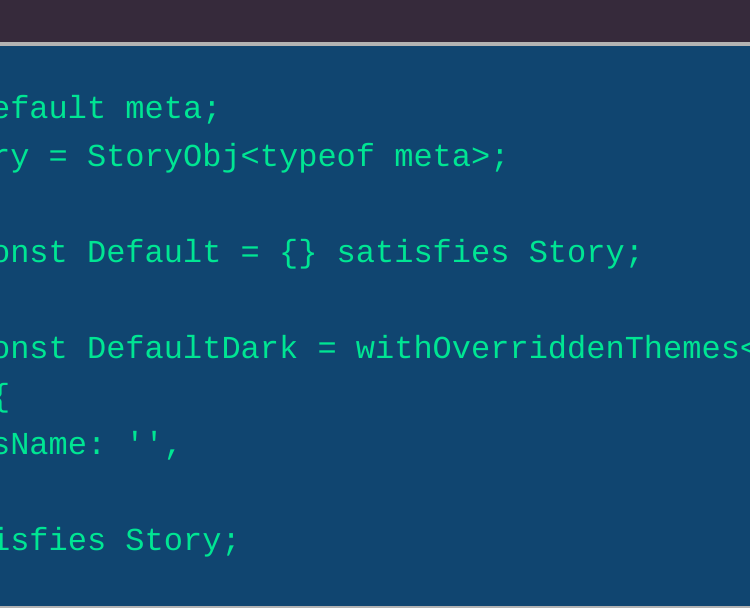 efault meta;
ry = StoryObj<typeof meta>;
onst Default = {} satisfies Story;
onst DefaultDark = withOverriddenThemes<
{
sName: '',
isfies Story;